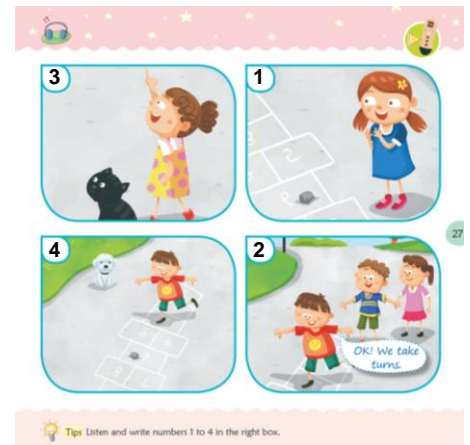 3
1
2
27
4
2
OK! We take
turns.
Tips Listen and write numbers 1 to 4 in the right box.